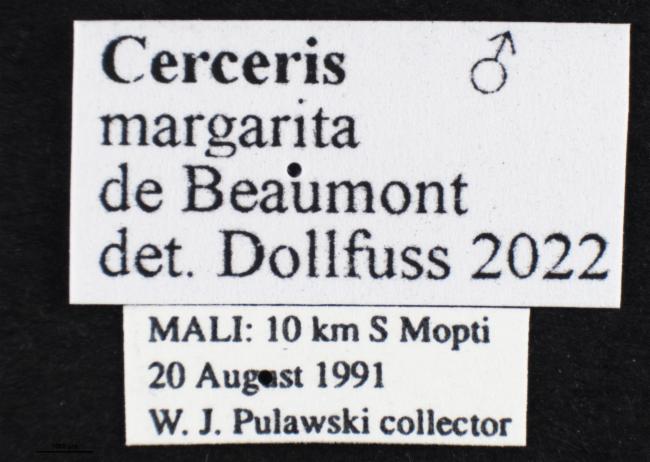 Cerceris ♂
margarita
de Beaumont
det. Dollfuss 2022
MALI: 10 km S Mopti
20 August 1991
W. J. Pulawski collector